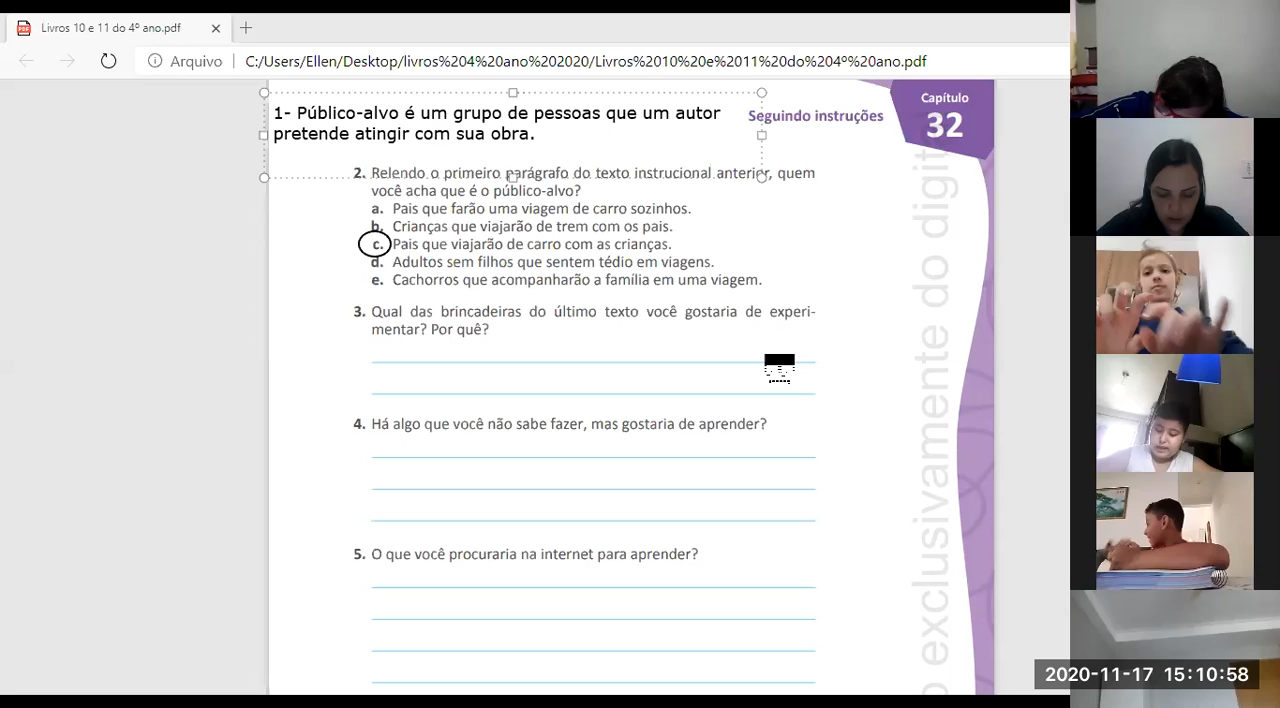 Livros 10 e 11 do 4º ano.pdf
Arquivo
C:/Users/Ellen/Desktop/livros%204%20ano%202020/Livros%2010%20e%2011%20do%204º%20ano.pdf
1- Público-alvo é um grupo de pessoas que um autor
pretende atingir com sua obra.
Seguindo instruções
Capítulo
32
2. Relendo o primeiro parágrafo do texto instrucional anterior, quem
você acha que é o público-alvo?
a. Pais que farão uma viagem de carro sozinhos.
b. Crianças que viajarão de trem com os pais.
c. Pais que viajarão de carro com as crianças.
d. Adultos sem filhos que sentem tédio em viagens.
e. Cachorros que acompanharão a família em uma viagem.
3. Qual das brincadeiras do último texto você gostaria de experi-
mentar? Por quê?
4. Há algo que você não sabe fazer, mas gostaria de aprender?
5. O que você procuraria na internet para aprender?
o exclusivamente do digit
2020-11-17 15:10:58